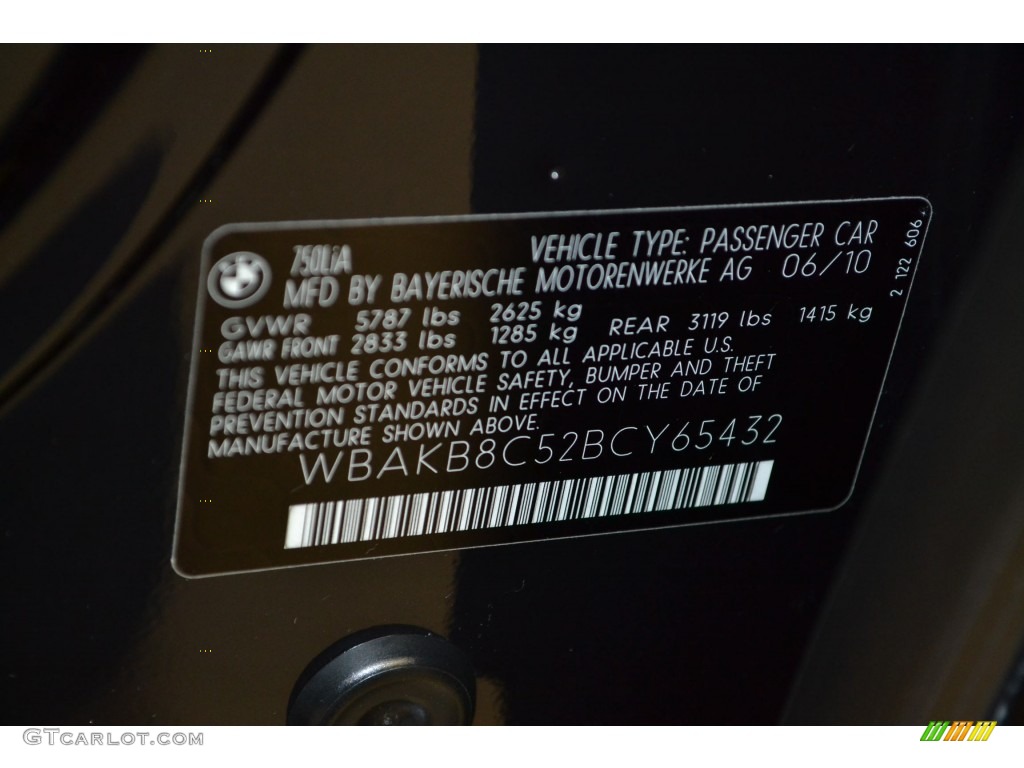 VEHICLE TYPE: PASSENGER CAR
750LiA
MFD BY BAYERISCHE MOTORENWERKE AG 06/10
GVWR 5787 lbs 2625 kg
GAWR FRONT 2833 lbs 1285 kg REAR 3119 lbs 1415 kg
THIS VEHICLE CONFORMS TO ALL APPLICABLE U.S.
FEDERAL MOTOR VEHICLE SAFETY, BUMPER AND THEFT
PREVENTION STANDARDS IN EFFECT ON THE DATE OF
MANUFACTURE SHOWN ABOVE.
WBAKB8C52BCY65432
2 122 606
GTCARLOT.COM